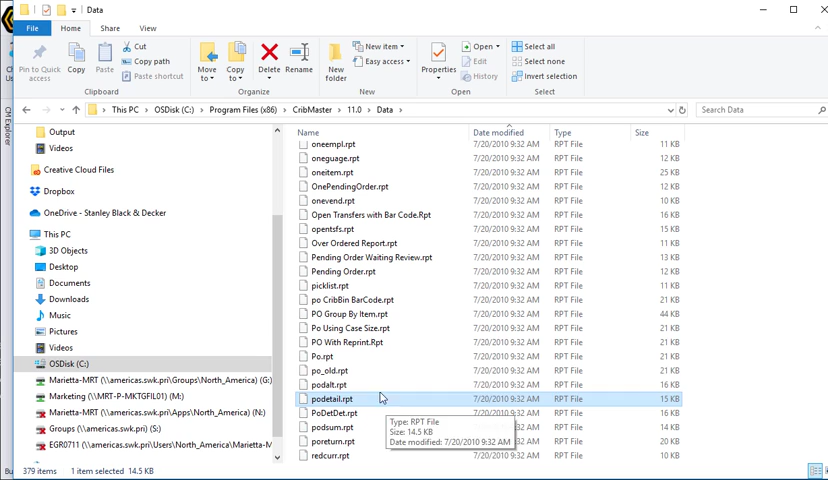 Data
File
Home
Share
View
Pin to Quick access
Copy
Paste
Cut
Copy path
Paste shortcut
Clipboard
Move to
Copy to
Delete
Rename
Organize
New folder
New item
Easy access
New
Properties
Open
Edit
History
Open
Select all
Select none
Invert selection
Select
This PC > OSDisk (C:) > Program Files (x86) > CribMaster > 11.0 > Data >
Search Data
CM Explorer
Output
Videos
Creative Cloud Files
Dropbox
OneDrive - Stanley Black & Decker
This PC
3D Objects
Desktop
Documents
Downloads
Music
Pictures
Videos
OSDisk (C:)
Marietta-MRT (\\americas.swk.pri\Groups\North_America) (G:
Marketing (\\MRT-P-MKTGFIL01) (M:)
Marietta-MRT (\\americas.swk.pri\Apps\North_America) (N:)
Groups (\\americas.swk.pri) (S:)
EGR0711 (\\americas.swk.pri\Users\North_America\Marietta-M
Name Date modified Type Size
oneempl.rpt 7/20/2010 9:32 AM RPT File 11 KB
oneguage.rpt 7/20/2010 9:32 AM RPT File 12 KB
oneitem.rpt 7/20/2010 9:32 AM RPT File 25 KB
OnePendingOrder.rpt 7/20/2010 9:32 AM RPT File 12 KB
onevend.rpt 7/20/2010 9:32 AM RPT File 10 KB
Open Transfers with Bar Code.Rpt 7/20/2010 9:32 AM RPT File 16 KB
opentsfs.rpt 7/20/2010 9:32 AM RPT File 15 KB
Over Ordered Report.rpt 7/20/2010 9:32 AM RPT File 11 KB
Pending Order Waiting Review.rpt 7/20/2010 9:32 AM RPT File 13 KB
Pending Order.rpt 7/20/2010 9:32 AM RPT File 12 KB
picklist.rpt 7/20/2010 9:32 AM RPT File 11 KB
po CribBin BarCode.rpt 7/20/2010 9:32 AM RPT File 21 KB
PO Group By Item.rpt 7/20/2010 9:32 AM RPT File 44 KB
Po Using Case Size.rpt 7/20/2010 9:32 AM RPT File 21 KB
PO With Reprint.Rpt 7/20/2010 9:32 AM RPT File 21 KB
Po.rpt 7/20/2010 9:32 AM RPT File 21 KB
po_old.rpt 7/20/2010 9:32 AM RPT File 21 KB
podalt.rpt 7/20/2010 9:32 AM RPT File 16 KB
podetail.rpt 7/20/2010 9:32 AM RPT File 15 KB
PoDetDet.rpt 7/20/2010 9:32 AM RPT File 16 KB
podsum.rpt RPT File 14 KB
poreturn.rpt RPT File 20 KB
redcurr.rpt 7/20/2010 9:32 AM RPT File 10 KB
Type: RPT File
Size: 14.5 KB
Date modified: 7/20/2010 9:32 AM
379 items 1 item selected 14.5 KB